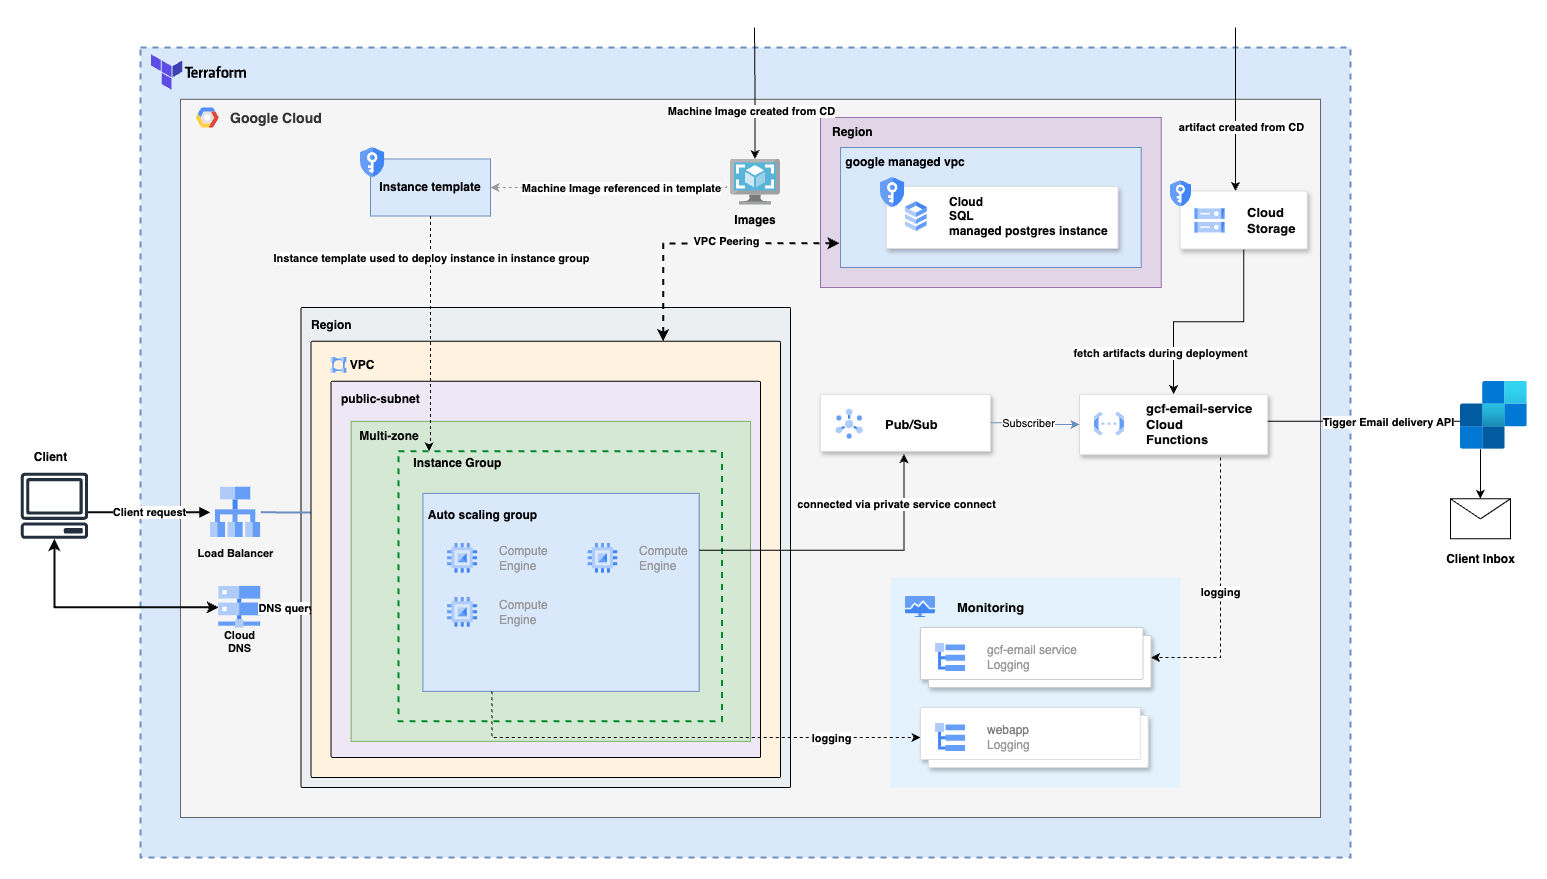 Terraform
Google Cloud
Machine Image created from CD
artifact created from CD
Region
google managed vpc
Cloud
SQL
managed postgres instance
Instance template
Machine Image referenced in template
Images
Cloud
Storage
VPC Peering
Instance template used to deploy instance in instance group
Region
VPC
public-subnet
Multi-zone
Instance Group
Auto scaling group
Compute
Engine
Compute
Engine
Compute
Engine
fetch artifacts during deployment
Pub/Sub
Subscriber
gcf-email-service
Cloud
Functions
Tigger Email delivery API
Client
Client request
Load Balancer
DNS query
Cloud
DNS
connected via private service connect
Client Inbox
logging
Monitoring
gcf-email service
Logging
webapp
Logging
logging